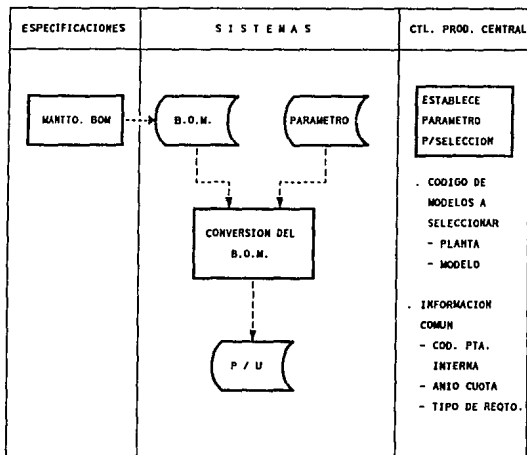 ESPECIFICACIONES
S I S T E M A S
CTL. PROD. CENTRAL
MANTTO. BOM
B.O.M.
PARAMETRO
CONVERSION DEL
B.O.M.
P / U
ESTABLECE
PARAMETRO
P/SELECCION
. CODIGO DE
MODELOS A
SELECCIONAR
- PLANTA
- MODELO
. INFORMACION
COMUN
- COD. PTA.
INTERNA
- ANIO CUOTA
- TIPO DE REQTO.